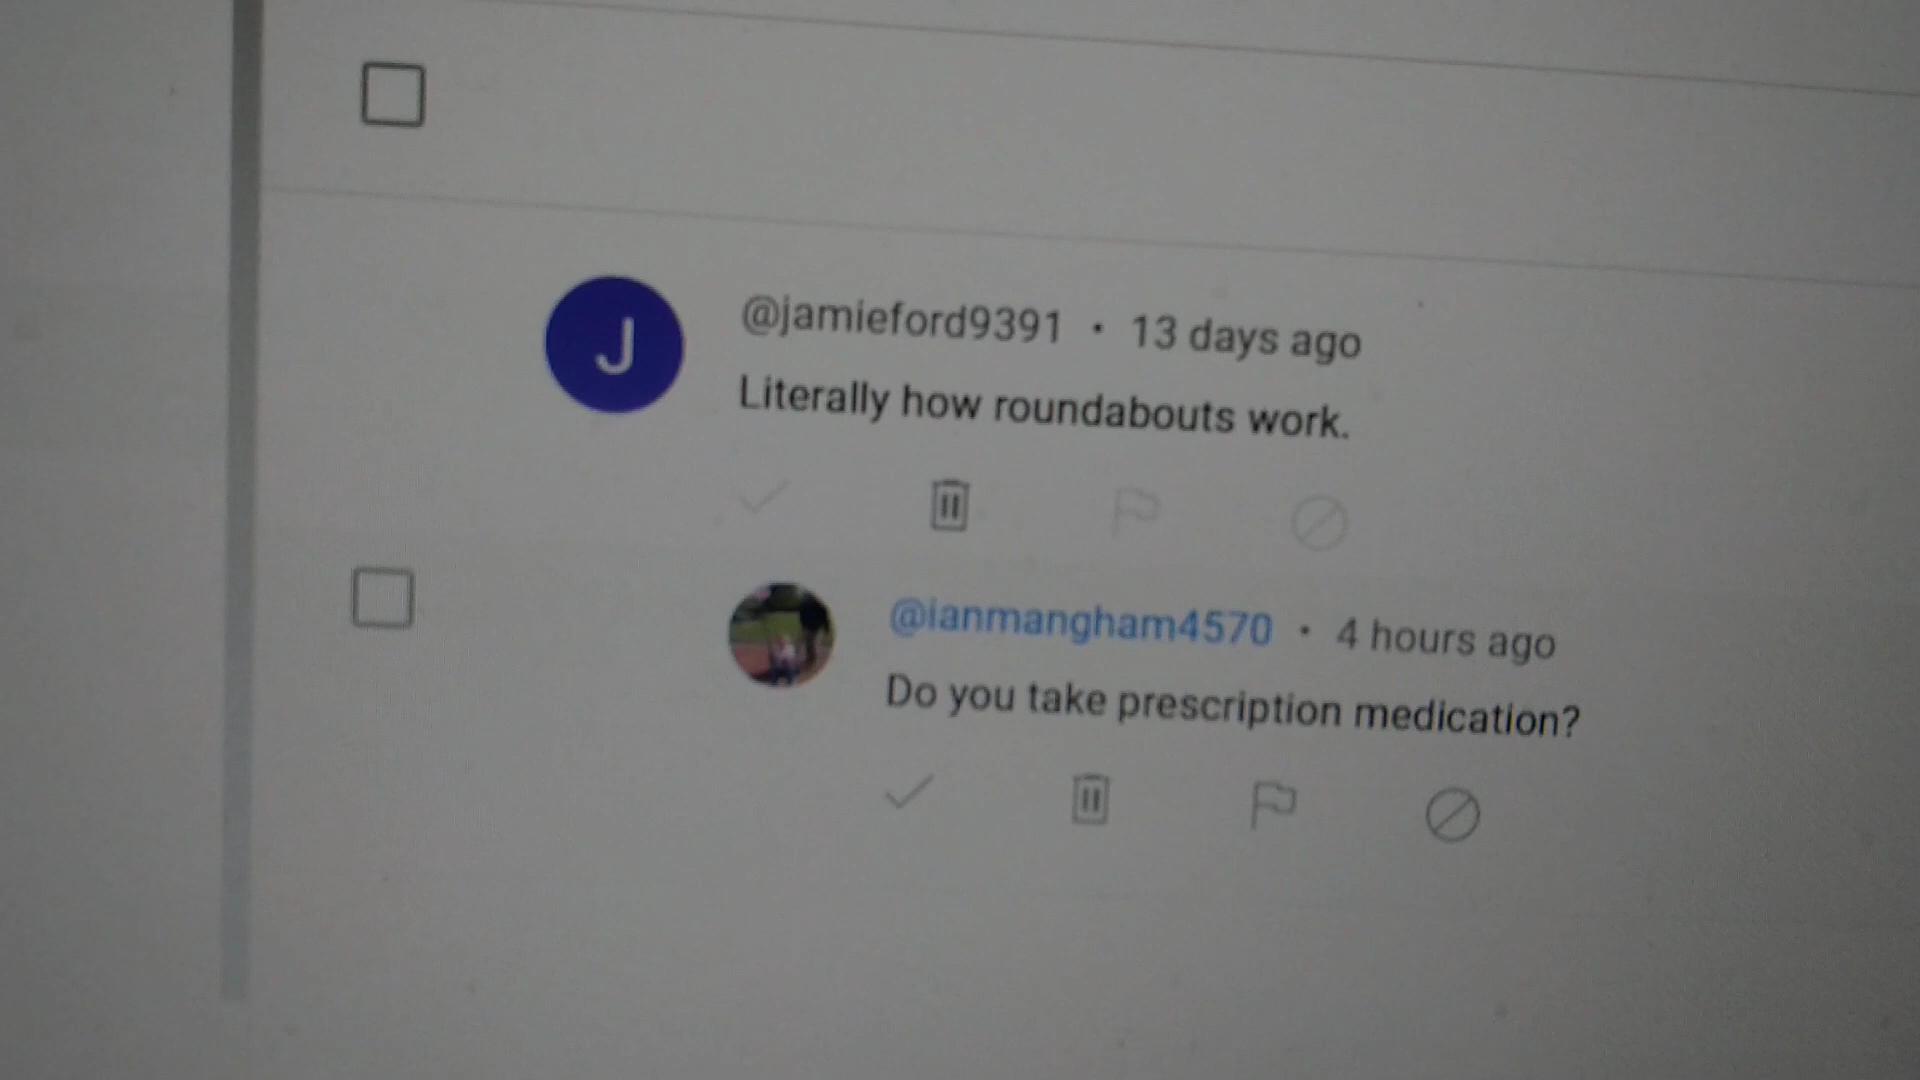 J
@jamieford9391 • 13 days ago
Literally how roundabouts work.
@ianmangham4570 • 4 hours ago
Do you take prescription medication?